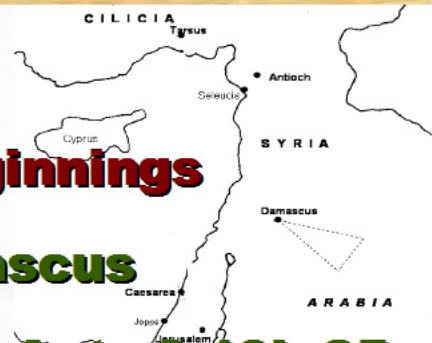 CILICIA
Tarsus
Antioch
Seleucia
Cyprus
SYRIA
ginnings
Damascus
ascus
Caesarea
ARABIA
Joppa
Jerusalem